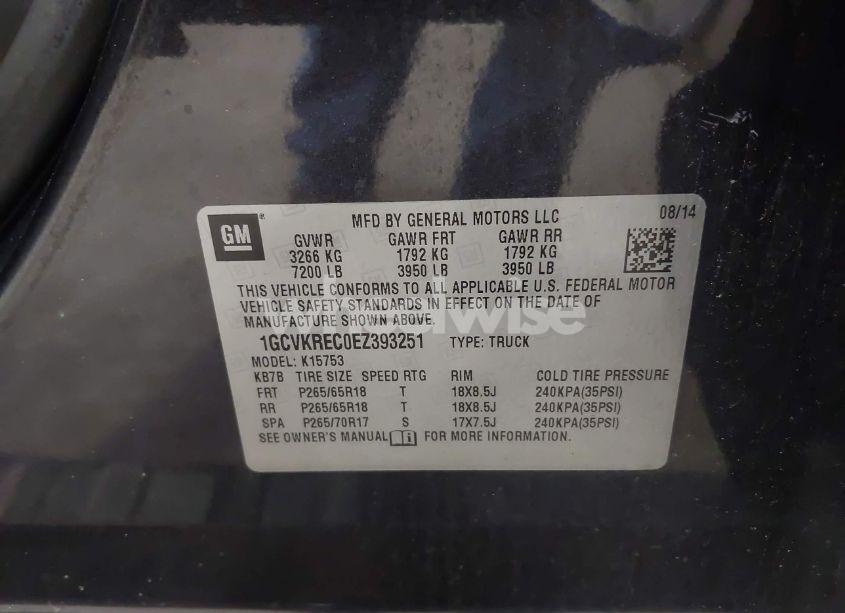 GM
MFD BY GENERAL MOTORS LLC 08/14
GVWR GAWR FRT GAWR RR
3266 KG 1792 KG 1792 KG
7200 LB 3950 LB 3950 LB
THIS VEHICLE CONFORMS TO ALL APPLICABLE U.S. FEDERAL MOTOR
VEHICLE SAFETY STANDARDS IN EFFECT ON THE DATE OF
MANUFACTURE SHOWN ABOVE.
wheelwise
1GCVKREC0EZ393251 TYPE: TRUCK
MODEL: K15753
KB7B TIRE SIZE SPEED RTG RIM COLD TIRE PRESSURE
FRT P265/65R18 T 18X8.5J 240KPA(35PSI)
RR P265/65R18 T 18X8.5J 240KPA(35PSI)
SPA P265/70R17 S 17X7.5J 240KPA(35PSI)
SEE OWNER'S MANUAL FOR MORE INFORMATION.